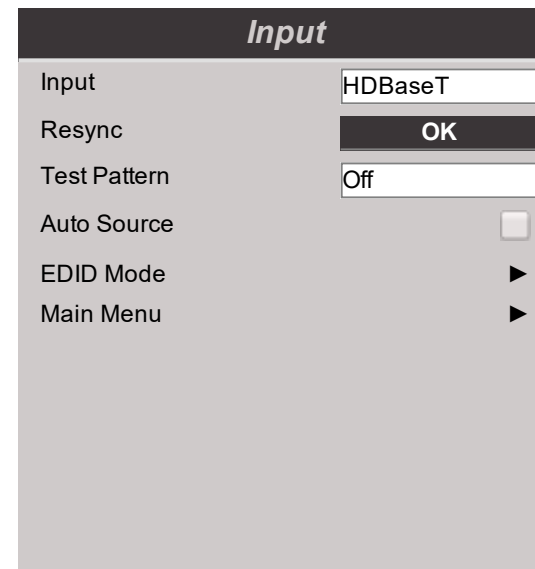 Input
Input HDBaseT
Resync OK
Test Pattern Off
Auto Source
EDID Mode ►
Main Menu ►